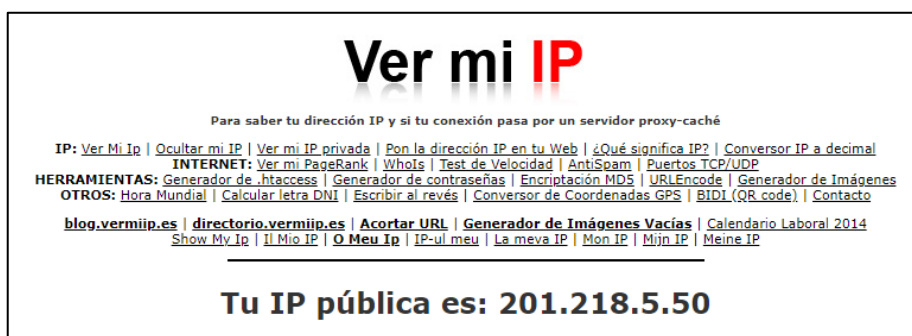 Ver mi IP
Para saber tu dirección IP y si tu conexión pasa por un servidor proxy-caché
IP: Ver Mi Ip | Ocultar mi IP | Ver mi IP privada | Pon la dirección IP en tu Web | ¿Qué significa IP? | Conversor IP a decimal
INTERNET: Ver mi PageRank | WhoIs | Test de Velocidad | AntiSpam | Puertos TCP/UDP
HERRAMIENTAS: Generador de .htaccess | Generador de contraseñas | Encriptación MD5 | URLEncode | Generador de Imágenes
OTROS: Hora Mundial | Calcular letra DNI | Escribir al revés | Conversor de Coordenadas GPS | BIDI (QR code) | Contacto
blog.vermiip.es | directorio.vermiip.es | Acortar URL | Generador de Imágenes Vacías | Calendario Laboral 2014
Show My Ip | Il Mio IP | O Meu Ip | IP-ul meu | La meva IP | Mon IP | Mijn IP | Meine IP
Tu IP pública es: 201.218.5.50